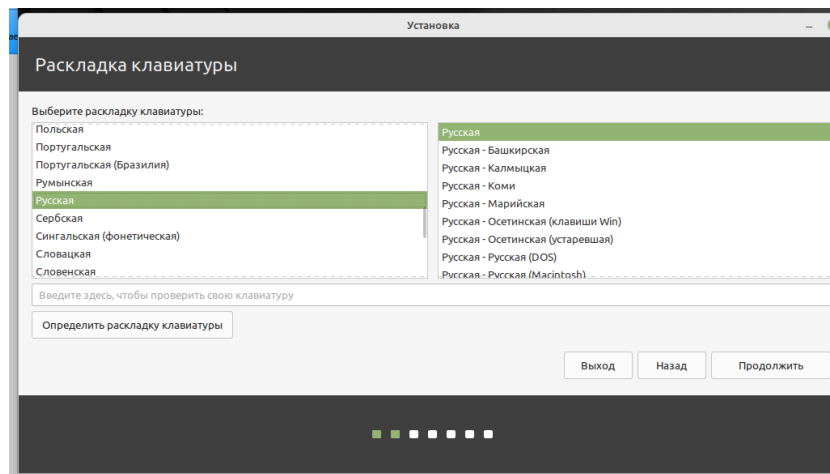 Установка
Раскладка клавиатуры
Выберите раскладку клавиатуры:
Польская
Португальская
Португальская (Бразилия)
Румынская
Русская
Сербская
Сингальская (фонетическая)
Словацкая
Словенская
Русская
Русская - Башкирская
Русская - Калмыцкая
Русская - Коми
Русская - Марийская
Русская - Осетинская (клавиши Win)
Русская - Осетинская (устаревшая)
Русская - Русская (DOS)
Русская - Русская (Macintosh)
Введите здесь, чтобы проверить свою клавиатуру
Определить раскладку клавиатуры
Выход
Назад
Продолжить